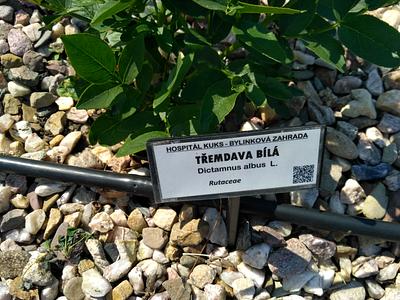 HOSPITÁL KUKS - BYLINKOVÁ ZAHRADA
TŘEMDAVA BÍLÁ
Dictamnus albus L.
Rutaceae